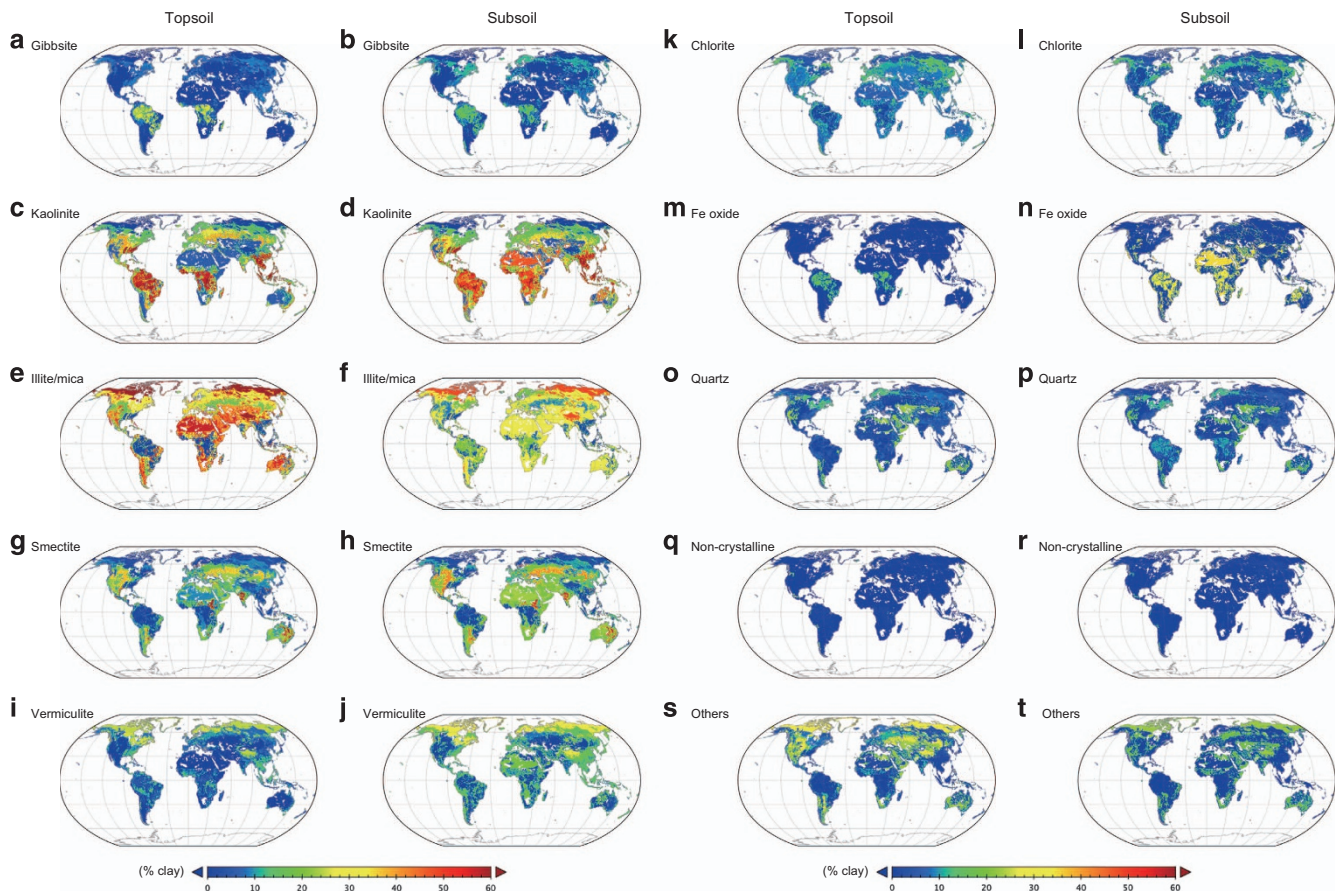 Topsoil Subsoil Topsoil Subsoil
a Gibbsite b Gibbsite k Chlorite l Chlorite
c Kaolinite d Kaolinite m Fe oxide n Fe oxide
e Illite/mica f Illite/mica o Quartz p Quartz
g Smectite h Smectite q Non-crystalline r Non-crystalline
i Vermiculite j Vermiculite s Others t Others
(% clay) 0 10 20 30 40 50 60 (% clay) 0 10 20 30 40 50 60